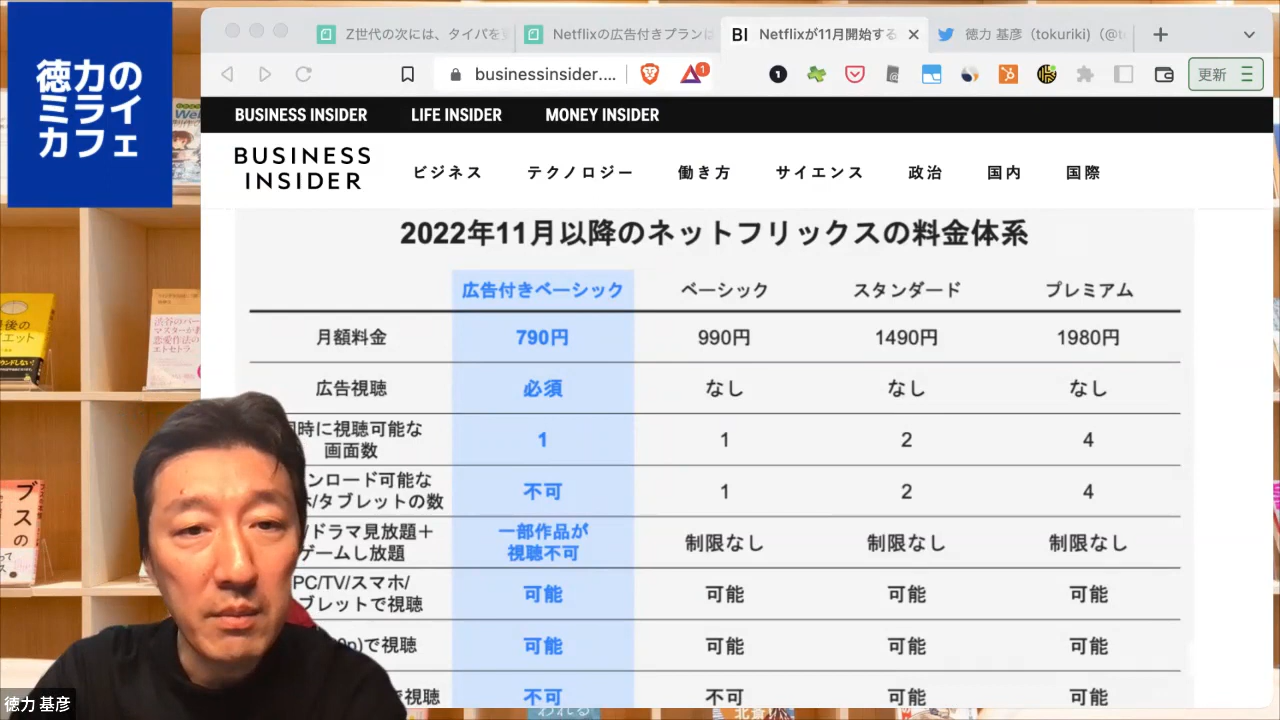 徳力の
ミライ
カフェ
Z世代の次には、タイパを
Netflixの広告付きプランは
BI Netflixが11月開始する
徳力 基彦（tokuriki）（@t
businessinsider....
1
更新
BUSINESS INSIDER
LIFE INSIDER
MONEY INSIDER
BUSINESS
INSIDER
ビジネス
テクノロジー
働き方
サイエンス
政治
国内
国際
2022年11月以降のネットフリックスの料金体系
広告付きベーシック
ベーシック
スタンダード
プレミアム
月額料金
790円
990円
1490円
1980円
広告視聴
必須
なし
なし
なし
時に視聴可能な
画面数
1
1
2
4
ンロード可能な
/タブレットの数
不可
1
2
4
/ドラマ見放題＋
ゲームし放題
一部作品が
視聴不可
制限なし
制限なし
制限なし
PC/TV//スマホ/
ブレットで視聴
可能
可能
可能
可能
0p)で視聴
可能
可能
可能
可能
視聴
不可
不可
可能
可能
ブスの
徳力 基彦